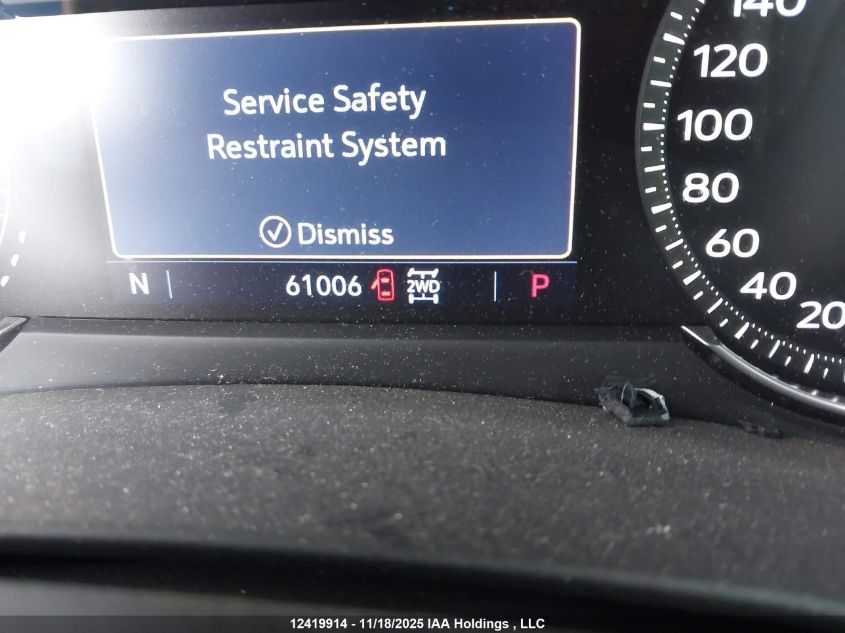 Service Safety
Restraint System
Dismiss
N 61006 2WD P
140
120
100
80
60
40
20
12419914 - 11/18/2025 IAA Holdings , LLC